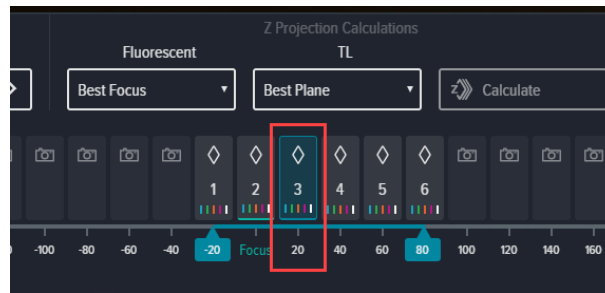 Z Projection Calculations
Fluorescent TL
Best Focus Best Plane Z Calculate
1 2 3 4 5 6
-100 -80 -60 -40 -20 Focus 20 40 60 80 100 120 140 160